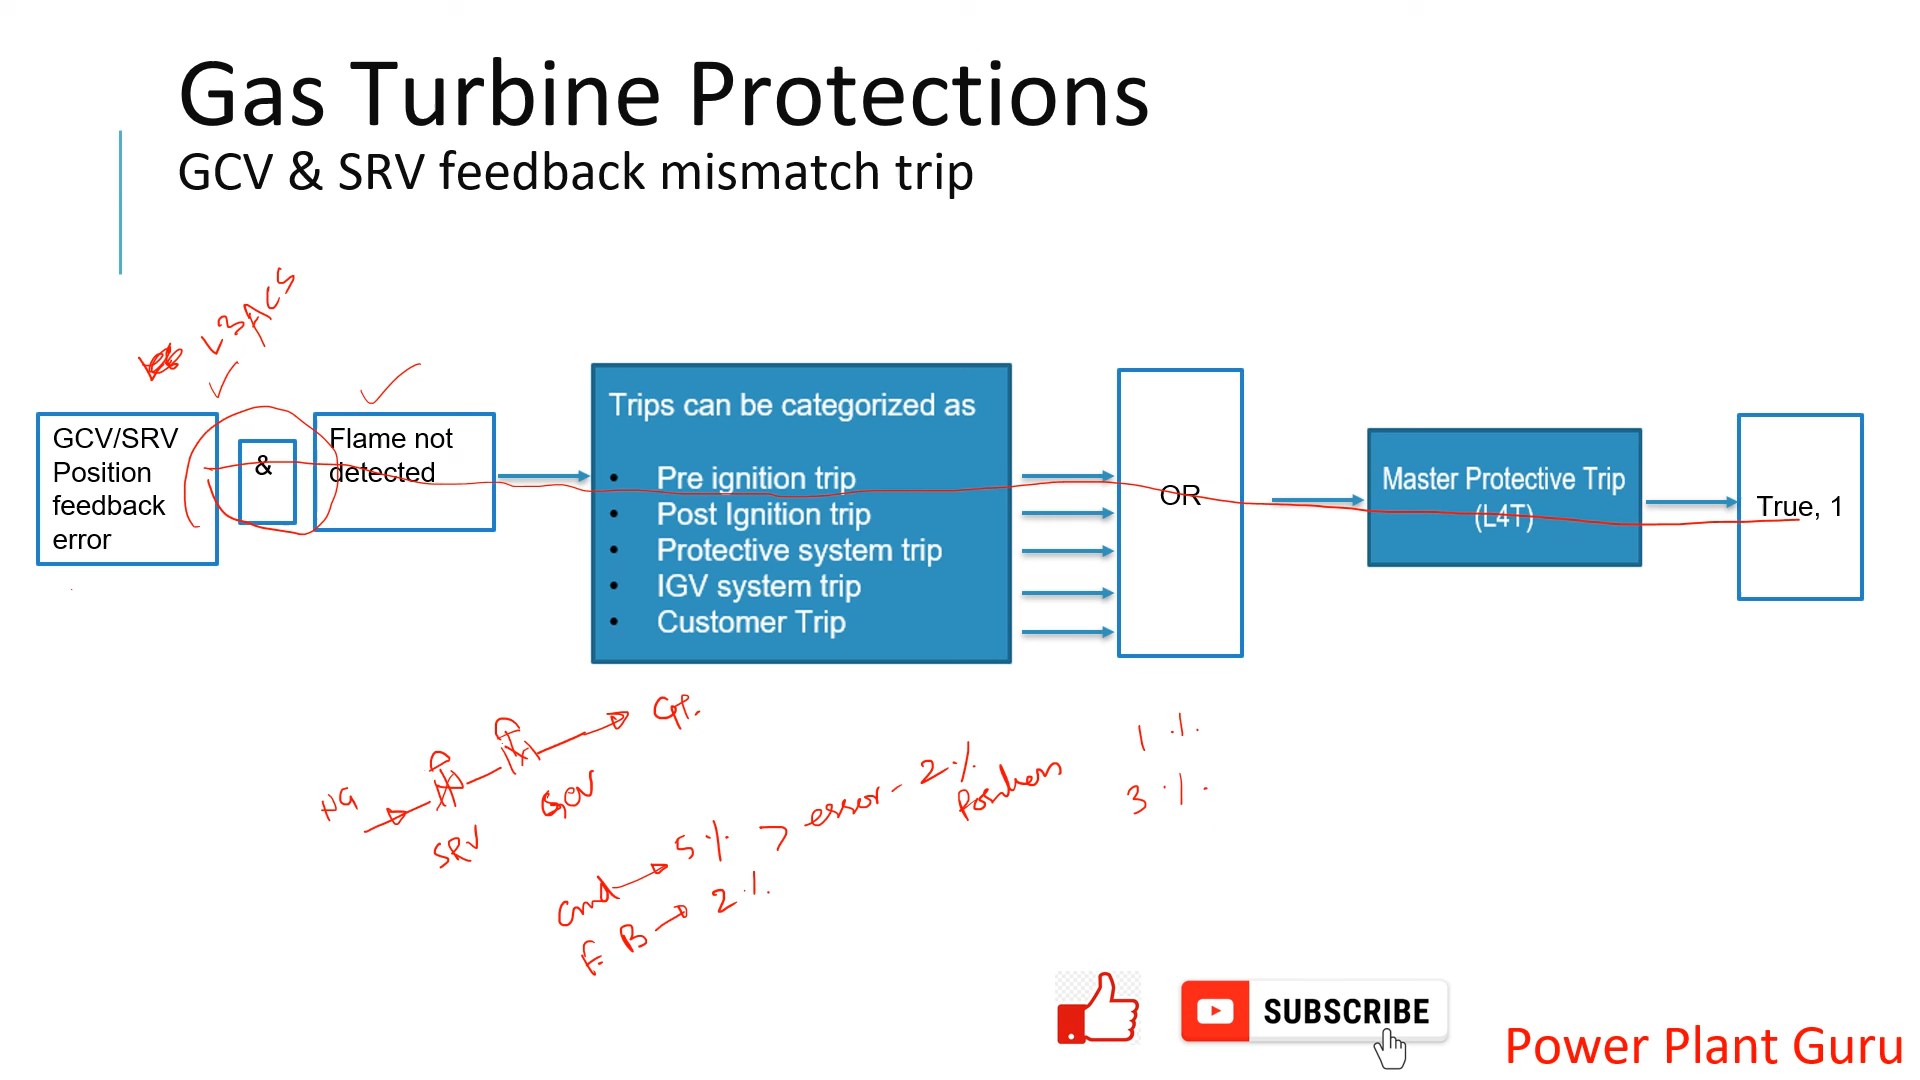 Gas Turbine Protections
GCV & SRV feedback mismatch trip
L3ACS
GCV/SRV
Position
feedback
error
&
Flame not
detected
Trips can be categorized as
• Pre ignition trip
• Post Ignition trip
• Protective system trip
• IGV system trip
• Customer Trip
OR
Master Protective Trip
(L4T)
True, 1
NG
SRV
GCV
GT.
cmd → 5% > error - 2%
Position
F. B → 2%
1 %
3 %
SUBSCRIBE
Power Plant Guru